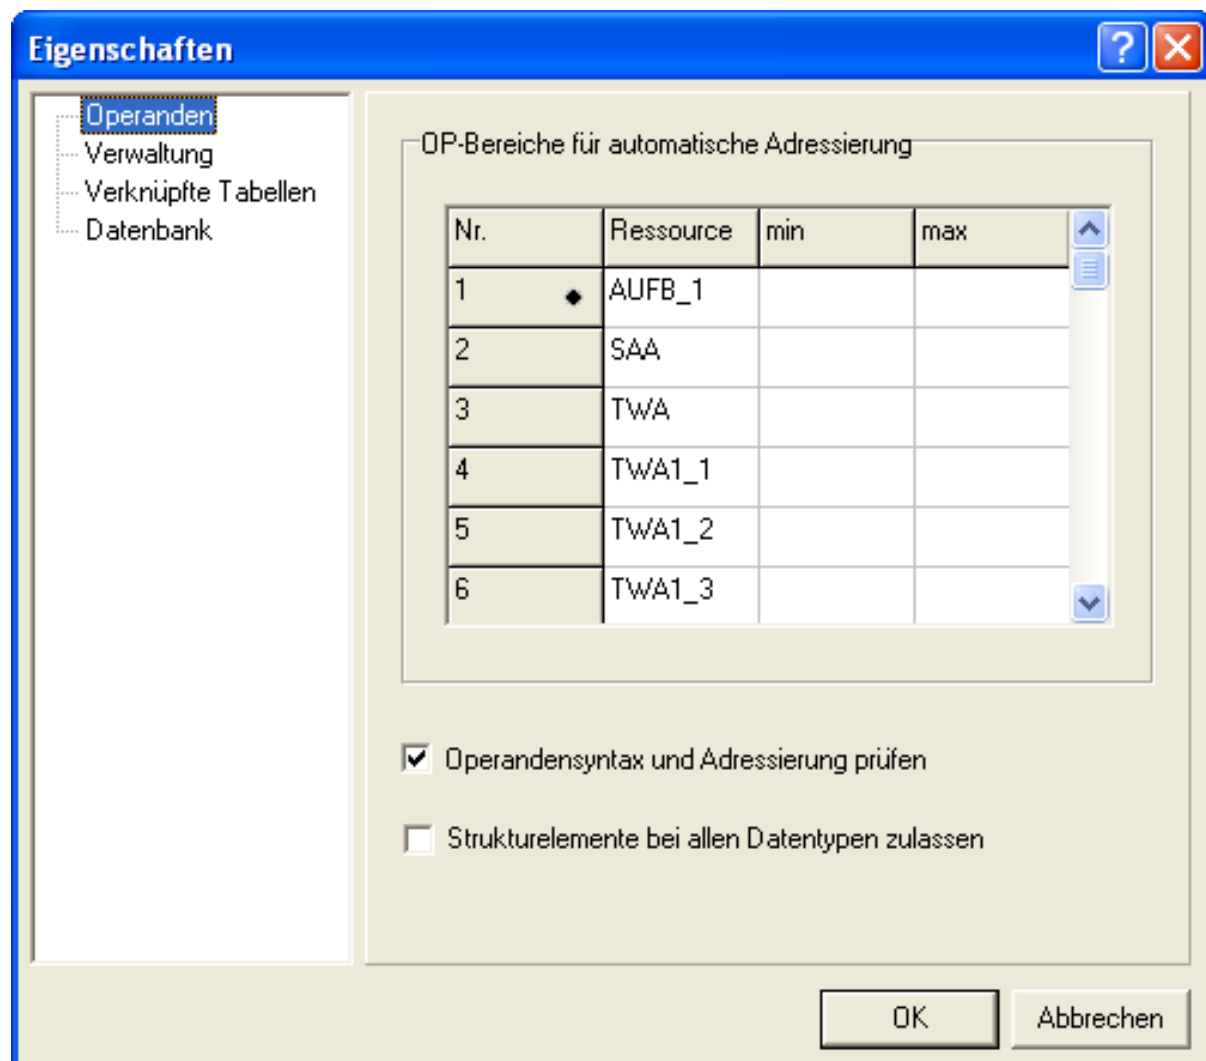 Eigenschaften
Operanden
Verwaltung
Verknüpfte Tabellen
Datenbank
OP-Bereiche für automatische Adressierung
Nr. Ressource min max
1 AUFB_1
2 SAA
3 TWA
4 TWA1_1
5 TWA1_2
6 TWA1_3
Operandensyntax und Adressierung prüfen
Strukturelemente bei allen Datentypen zulassen
OK Abbrechen